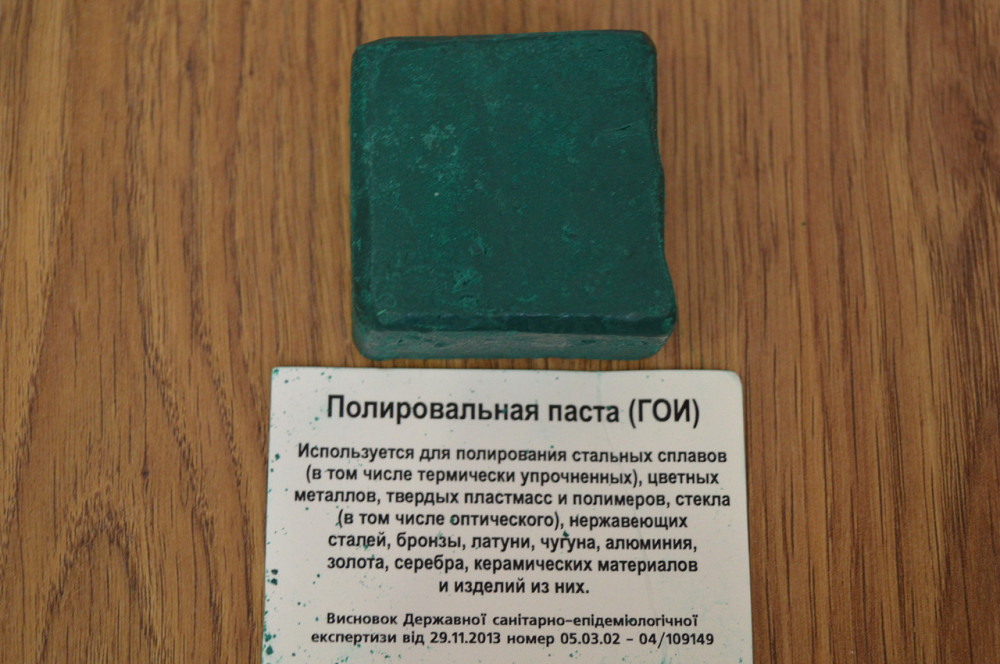 Полировальная паста (ГОИ)
Используется для полирования стальных сплавов
(в том числе термически упрочненных), цветных
металлов, твердых пластмасс и полимеров, стекла
(в том числе оптического), нержавеющих
сталей, бронзы, латуни, чугуна, алюминия,
золота, серебра, керамических материалов
и изделий из них.
Висновок Державної санітарно-епідеміологічної
експертизи від 29.11.2013 номер 05.03.02 - 04/109149